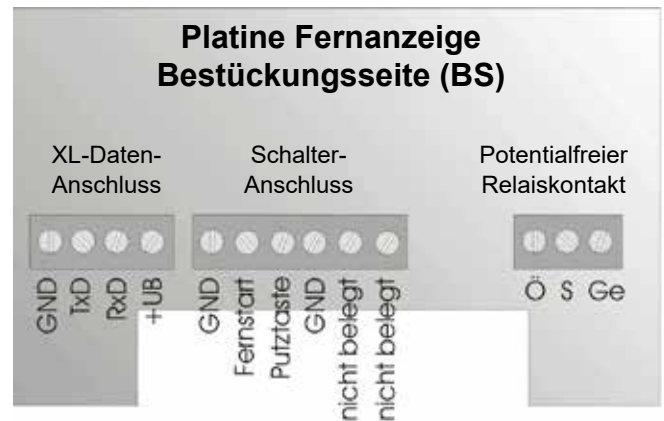 Platine Fernanzeige
Bestückungsseite (BS)
XL-Daten-
Anschluss
Schalter-
Anschluss
Potentialfreier
Relaiskontakt
GND
TxD
RxD
+UB
GND
Fernstart
Putztaste
GND
nicht belegt
nicht belegt
Ö S Ge